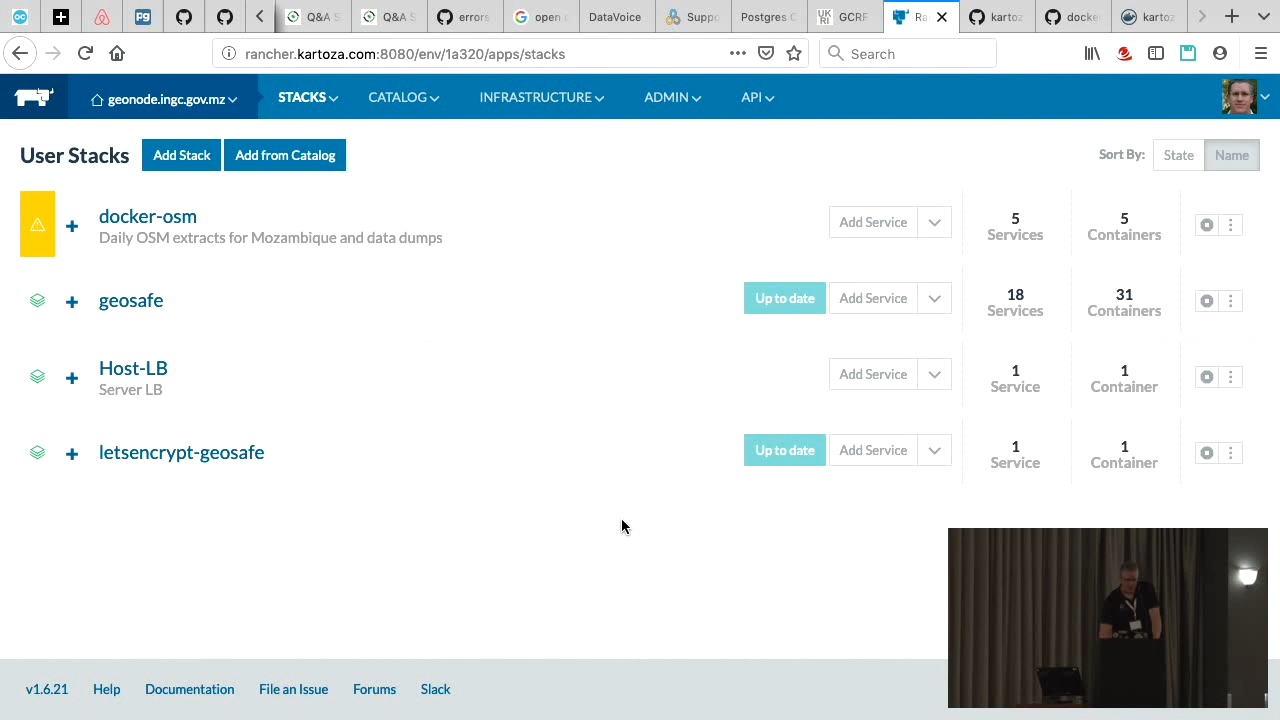 Q&A S
Q&A S
errors
open
DataVoice
Suppo
Postgres C
UK RI GCRF
Ra
kartoz
docke
kartoz
rancher.kartoza.com:8080/env/1a320/apps/stacks
Search
geonode.ingc.gov.mz
STACKS
CATALOG
INFRASTRUCTURE
ADMIN
API
User Stacks
Add Stack
Add from Catalog
Sort By:
State
Name
docker-osm
Daily OSM extracts for Mozambique and data dumps
Add Service
5
Services
5
Containers
geosafe
Up to date
Add Service
18
Services
31
Containers
Host-LB
Server LB
Add Service
1
Service
1
Container
letsencrypt-geosafe
Up to date
Add Service
1
Service
1
Container
v1.6.21
Help
Documentation
File an Issue
Forums
Slack